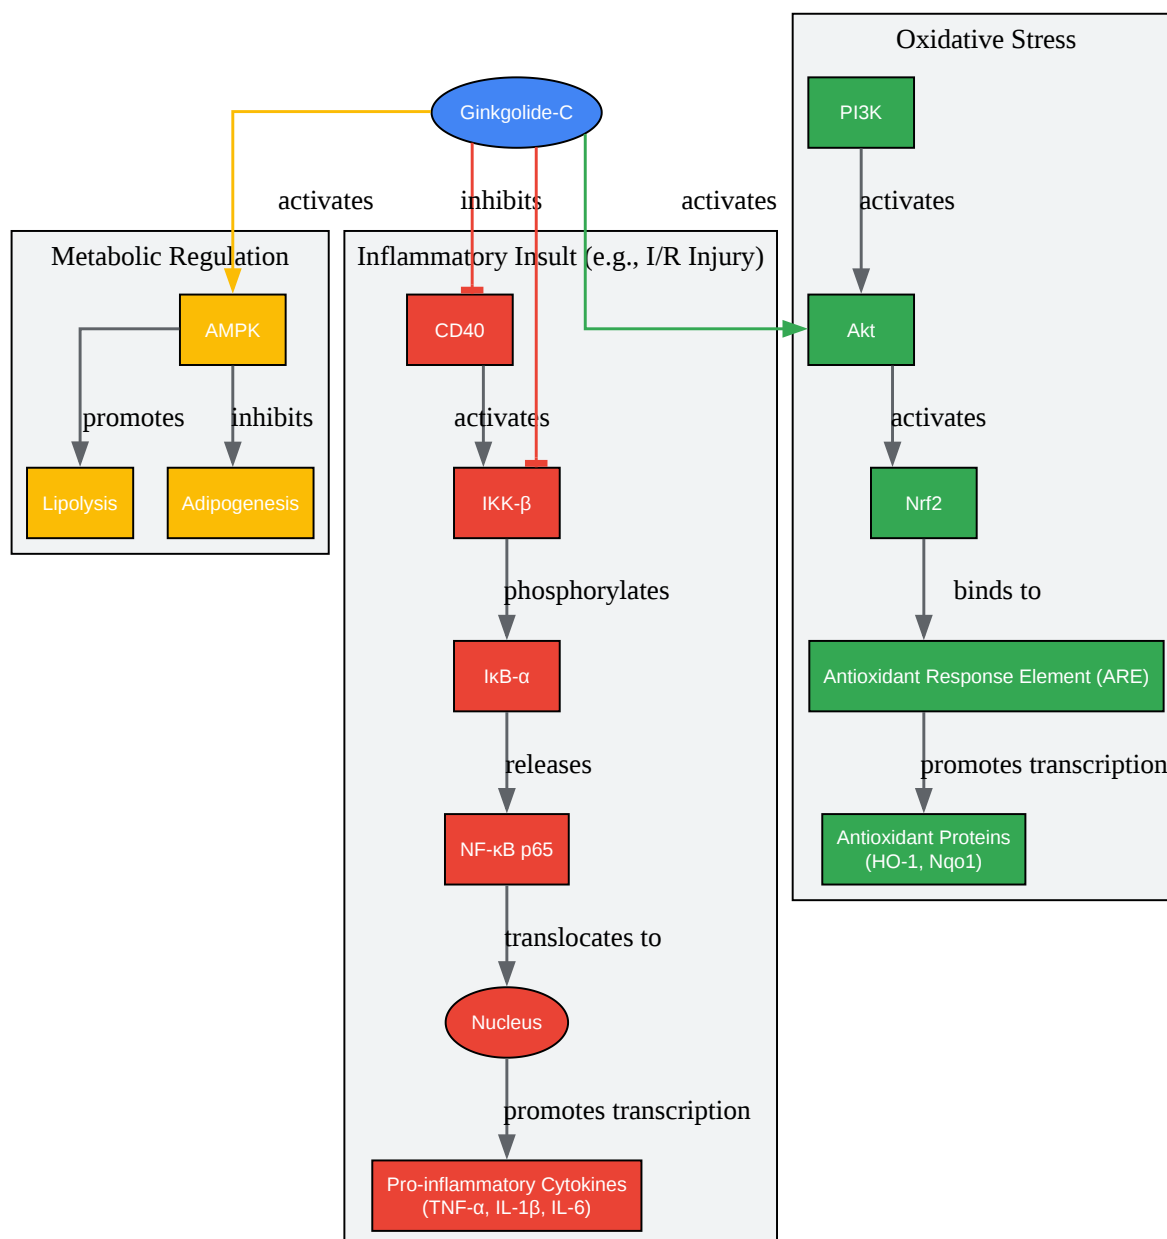 Oxidative Stress
Ginkgolide-C
PI3K
activates
inhibits
activates
activates
Metabolic Regulation
Inflammatory Insult (e.g., I/R Injury)
AMPK
CD40
Akt
promotes
inhibits
activates
activates
Lipolysis
Adipogenesis
IKK-β
Nrf2
phosphorylates
binds to
IκB-α
Antioxidant Response Element (ARE)
releases
promotes transcription
NF-κB p65
Antioxidant Proteins
(HO-1, Nqo1)
translocates to
Nucleus
promotes transcription
Pro-inflammatory Cytokines
(TNF-α, IL-1β, IL-6)